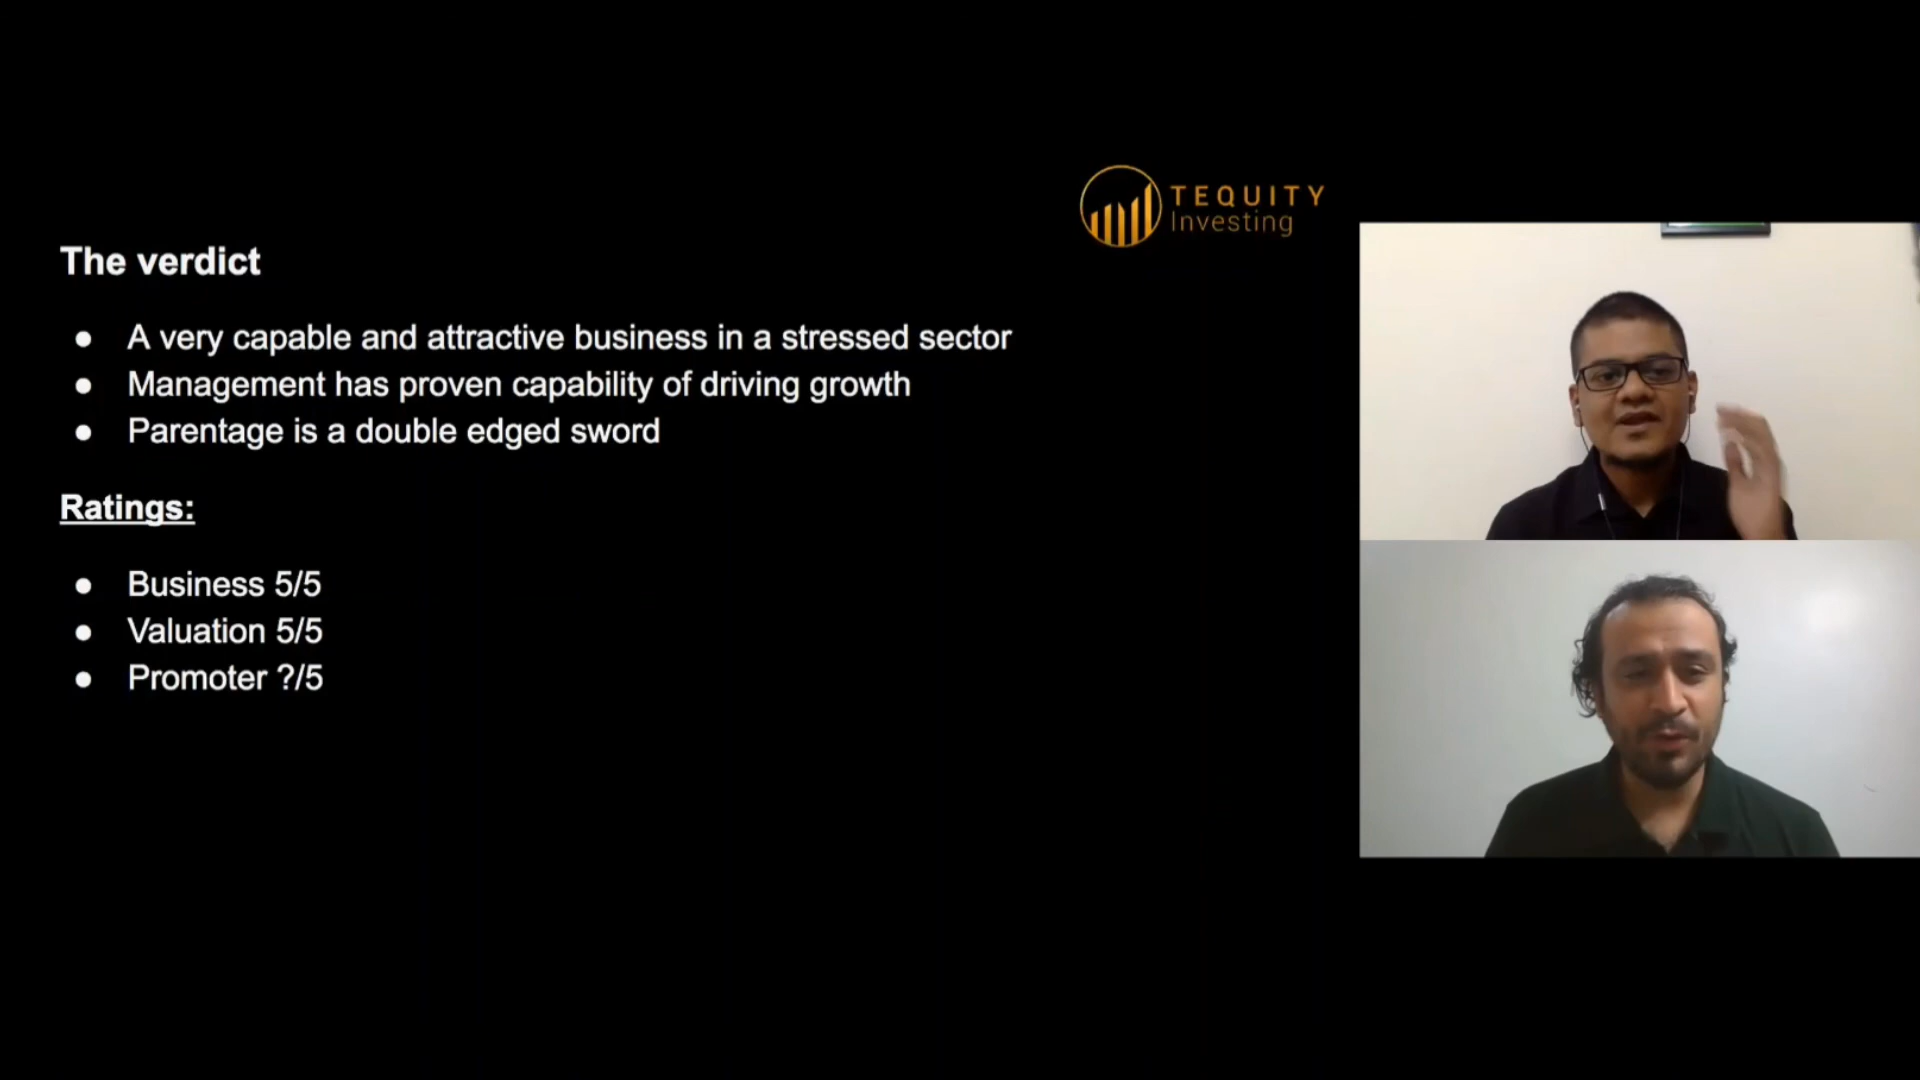 TEQUITY
Investing
The verdict
● A very capable and attractive business in a stressed sector
● Management has proven capability of driving growth
● Parentage is a double edged sword
Ratings:
● Business 5/5
● Valuation 5/5
● Promoter ?/5